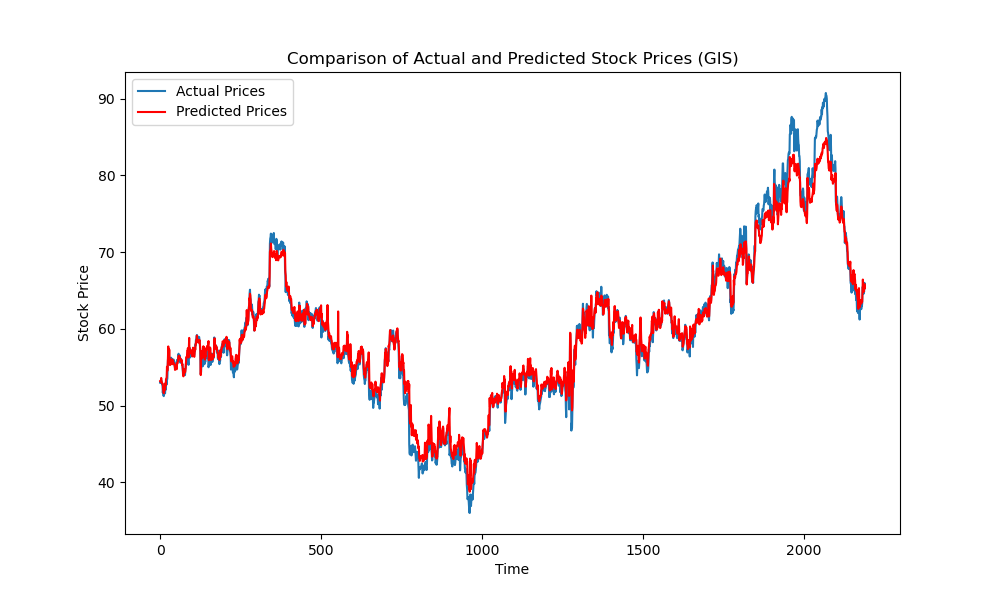 Comparison of Actual and Predicted Stock Prices (GIS)
Actual Prices
Predicted Prices
90
80
70
60
50
40
Stock Price
0
500
1000
1500
2000
Time